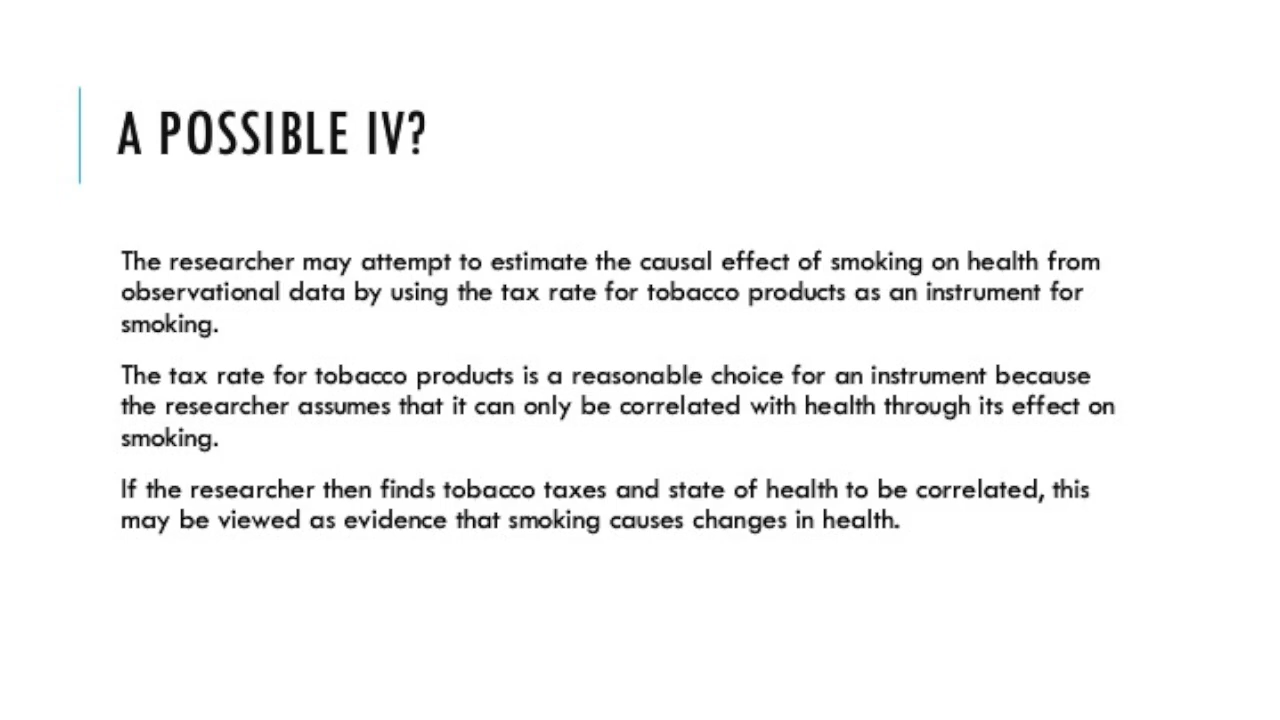 A POSSIBLE IV?
The researcher may attempt to estimate the causal effect of smoking on health from
observational data by using the tax rate for tobacco products as an instrument for
smoking.
The tax rate for tobacco products is a reasonable choice for an instrument because
the researcher assumes that it can only be correlated with health through its effect on
smoking.
If the researcher then finds tobacco taxes and state of health to be correlated, this
may be viewed as evidence that smoking causes changes in health.